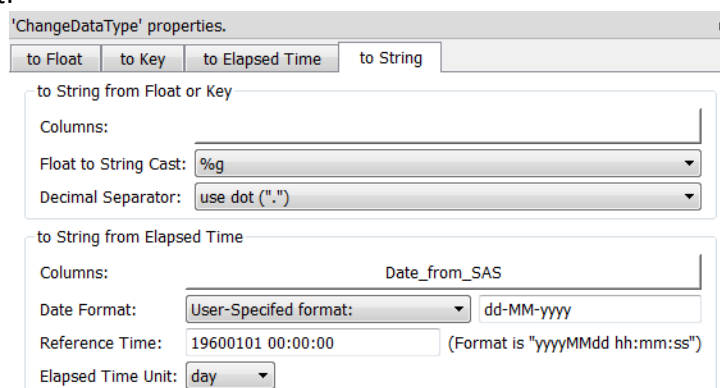 'ChangeDataType' properties.
to Float to Key to Elapsed Time to String
to String from Float or Key
Columns:
Float to String Cast: %g
Decimal Separator: use dot (".")
to String from Elapsed Time
Columns: Date_from_SAS
Date Format: User-Specifed format: dd-MM-yyyy
Reference Time: 19600101 00:00:00 (Format is "yyyyMMdd hh:mm:ss")
Elapsed Time Unit: day